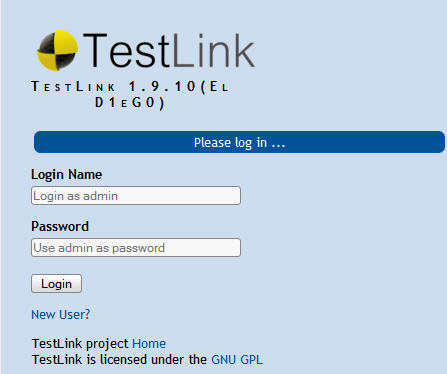 TestLink
TestLink 1.9.10(El
D1eG0)
Please log in ...
Login Name
Login as admin
Password
Use admin as password
Login
New User?
TestLink project Home
TestLink is licensed under the GNU GPL